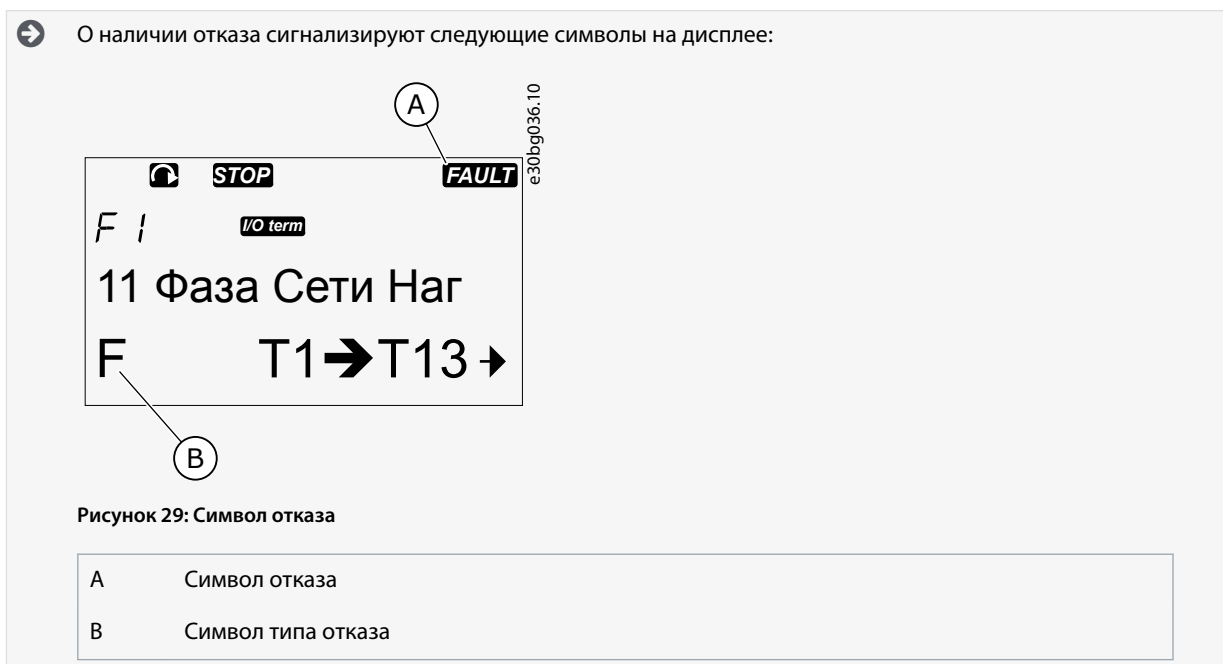 О наличии отказа сигнализируют следующие символы на дисплее:
A
e30bg036.10
STOP FAULT
F 1 I/O term
11 Фаза Сети Наг
F T1➔T13
B
Рисунок 29: Символ отказа
A Символ отказа
B Символ типа отказа